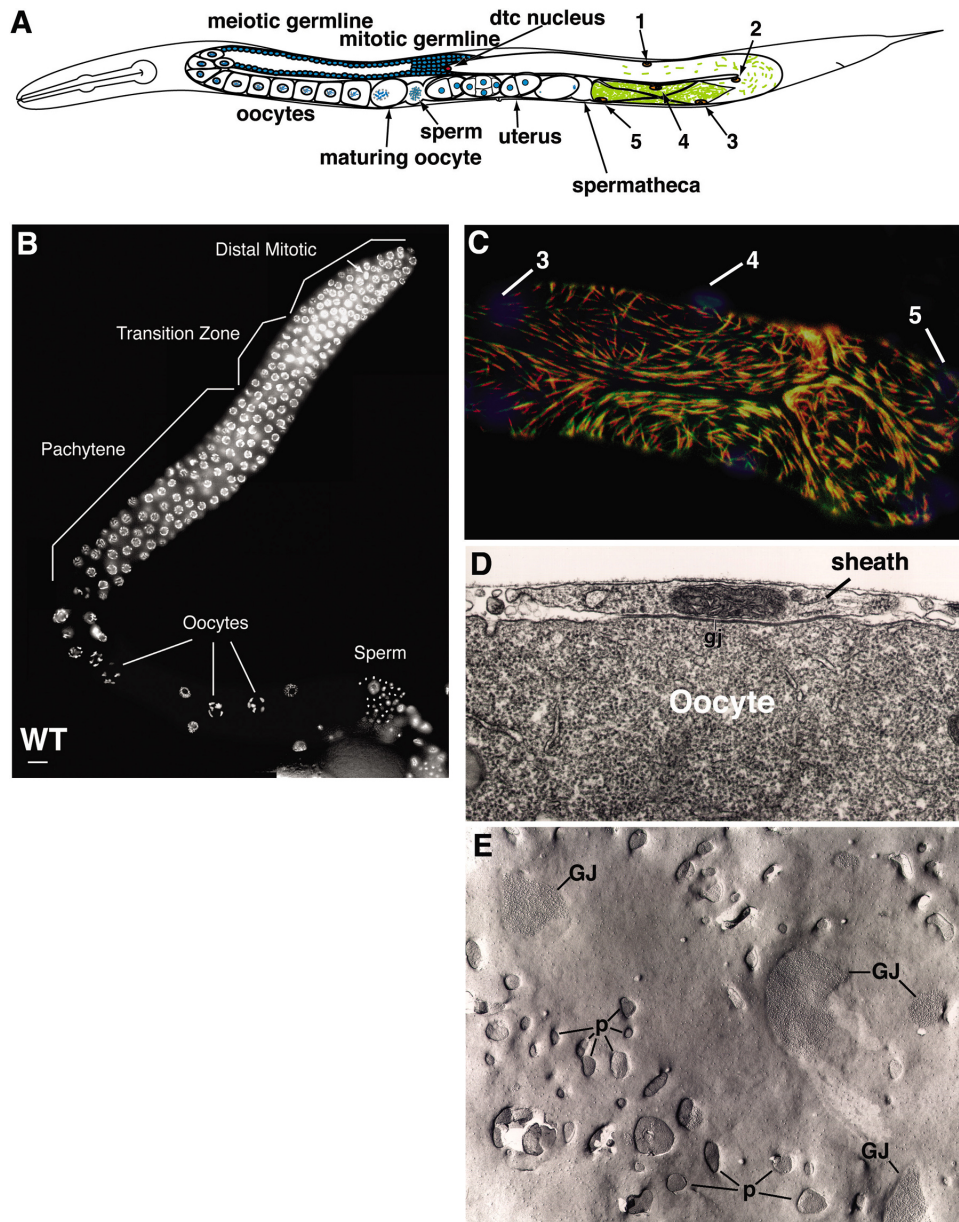 A
meiotic germline
mitotic germline
dtc nucleus
1
2
oocytes
maturing oocyte
sperm
uterus
spermatheca
5
4
3
B
Distal Mitotic
Transition Zone
Pachytene
Oocytes
Sperm
WT
C
3
4
5
D
sheath
gj
Oocyte
E
GJ
GJ
p
GJ
p